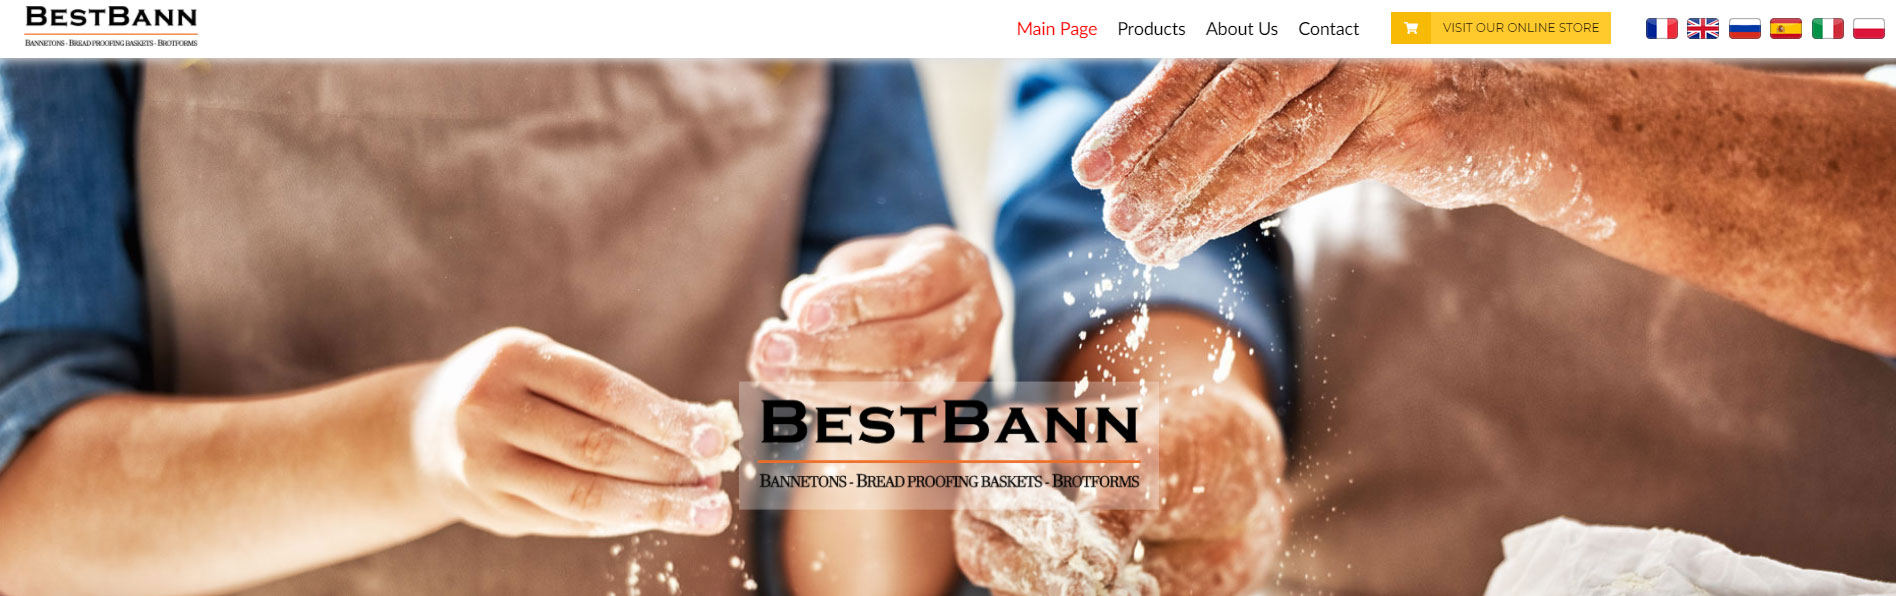 BESTBANN
BANNETONS - BREAD PROOFING BASKETS - BROTFORMS
Main Page Products About Us Contact VISIT OUR ONLINE STORE
BESTBANN
BANNETONS - BREAD PROOFING BASKETS - BROTFORMS